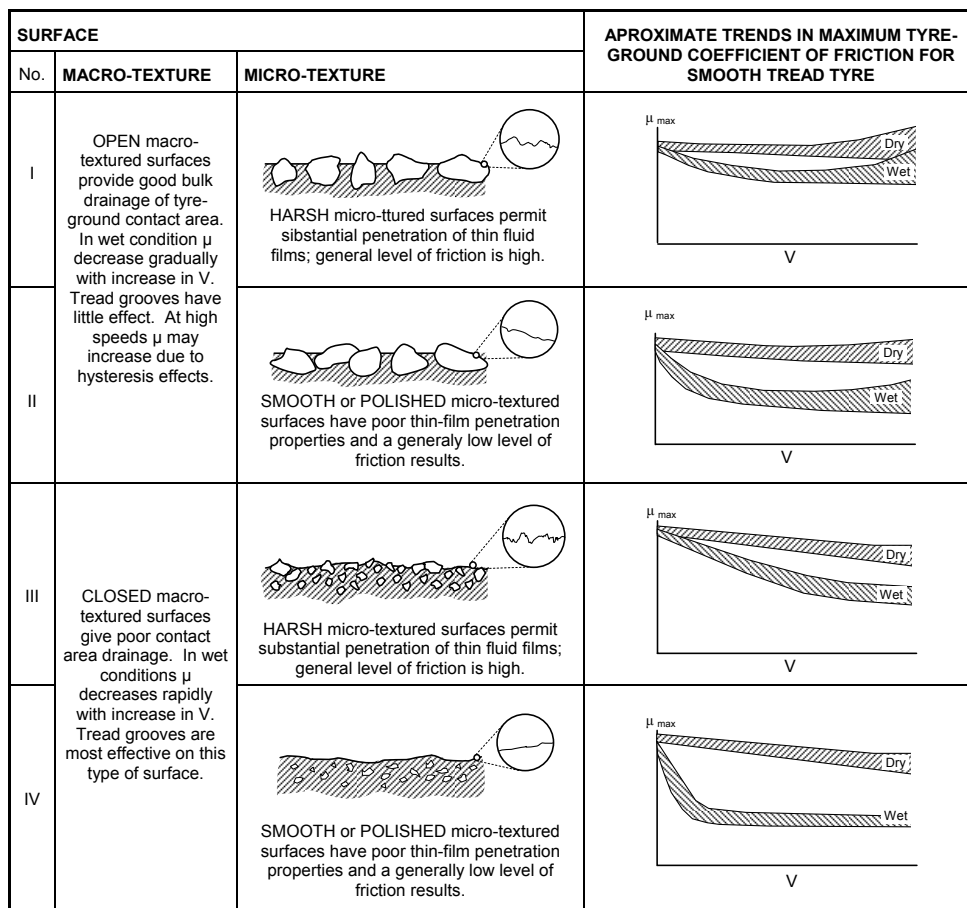 SURFACE
APROXIMATE TRENDS IN MAXIMUM TYRE-
GROUND COEFFICIENT OF FRICTION FOR
SMOOTH TREAD TYRE
No.
MACRO-TEXTURE
MICRO-TEXTURE
I
OPEN macro-
textured surfaces
provide good bulk
drainage of tyre-
ground contact area.
In wet condition µ
decrease gradually
with increase in V.
Tread grooves have
little effect. At high
speeds µ may
increase due to
hysteresis effects.
HARSH micro-ttured surfaces permit
sibstantial penetration of thin fluid
films; general level of friction is high.
µ max
Dry
Wet
V
II
SMOOTH or POLISHED micro-textured
surfaces have poor thin-film penetration
properties and a generaly low level of
friction results.
µ max
Dry
Wet
V
III
CLOSED macro-
textured surfaces
give poor contact
area drainage. In wet
conditions µ
decreases rapidly
with increase in V.
Tread grooves are
most effective on this
type of surface.
HARSH micro-textured surfaces permit
substantial penetration of thin fluid films;
general level of friction is high.
µ max
Dry
Wet
V
IV
SMOOTH or POLISHED micro-textured
surfaces have poor thin-film penetration
properties and a generally low level of
friction results.
µ max
Dry
Wet
V